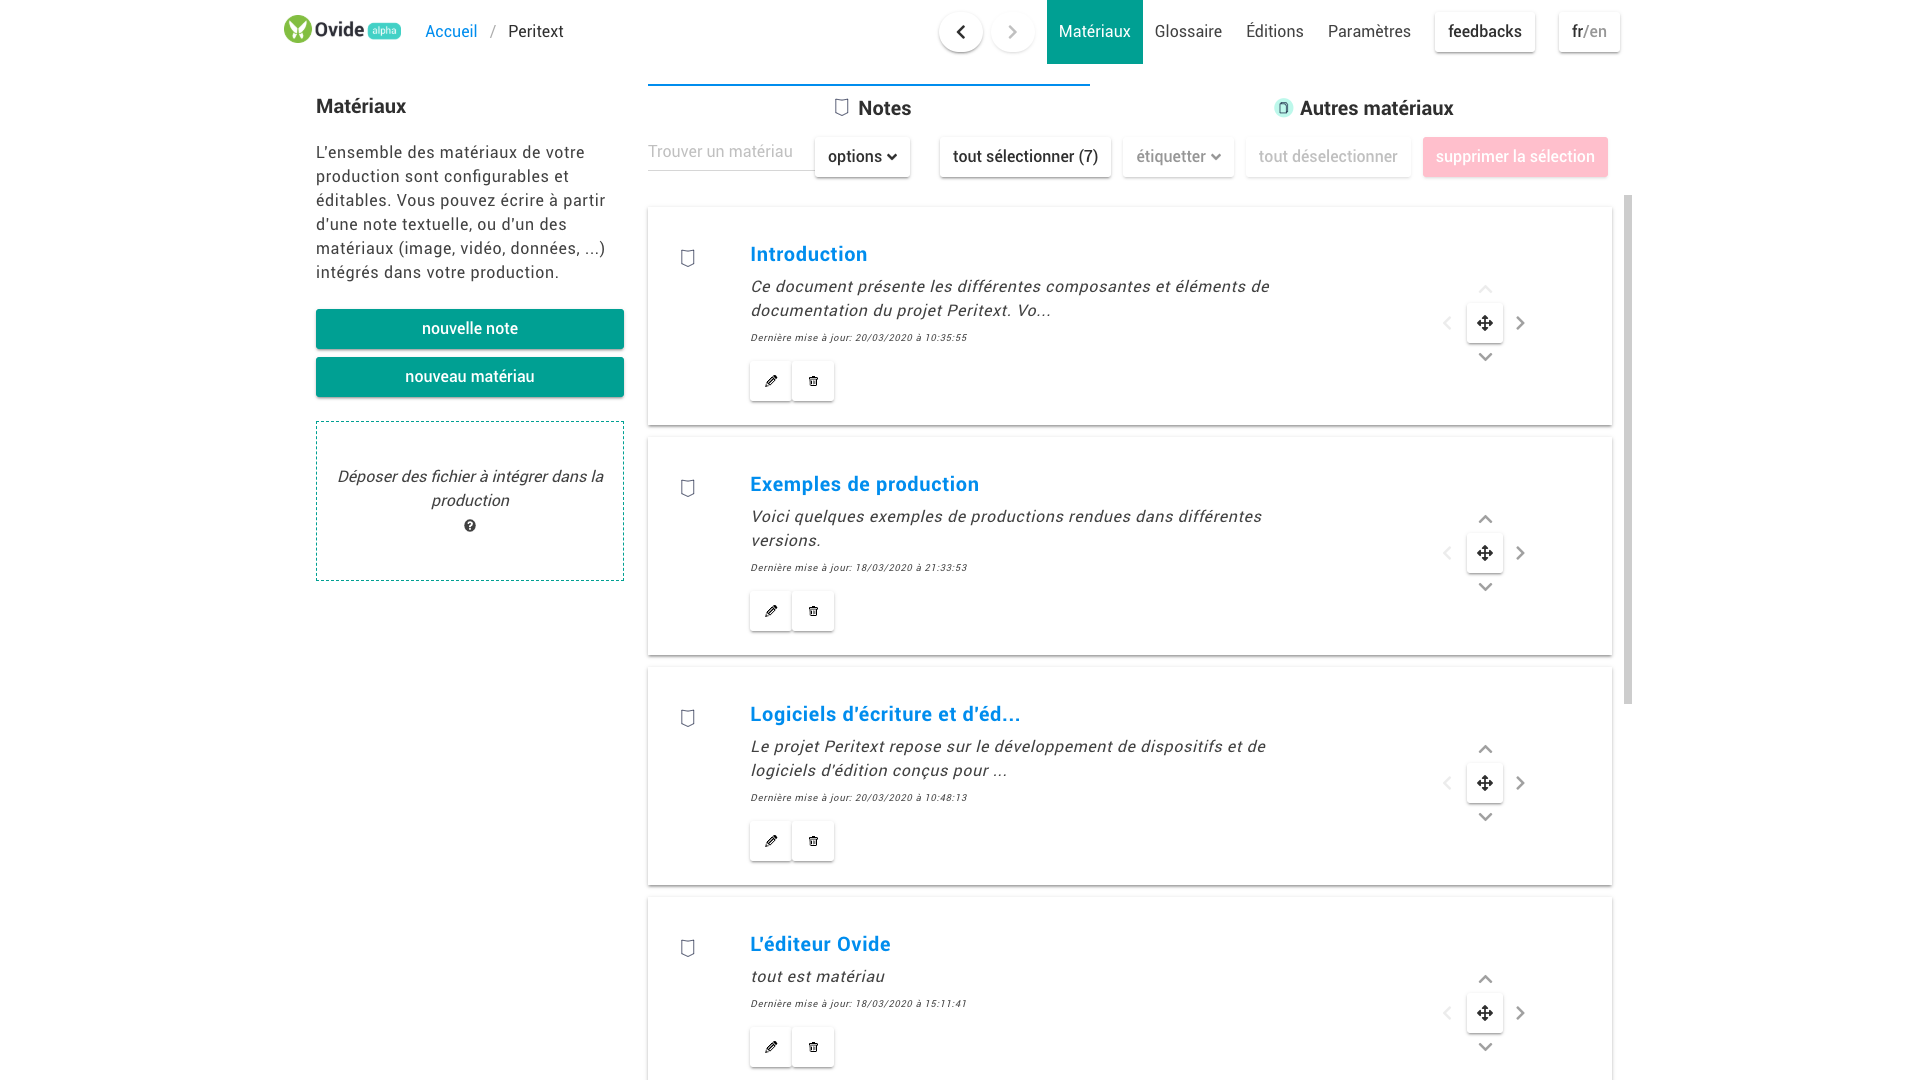 Ovide alpha
Accueil / Peritext
Matériaux
Glossaire
Éditions
Paramètres
feedbacks
fr/en
Matériaux
L'ensemble des matériaux de votre
production sont configurables et
éditables. Vous pouvez écrire à partir
d'une note textuelle, ou d'un des
matériaux (image, vidéo, données, ...)
intégrés dans votre production.
nouvelle note
nouveau matériau
Déposer des fichier à intégrer dans la
production
Notes
Autres matériaux
Trouver un matériau
options
tout sélectionner (7)
étiquetter
tout déselectionner
supprimer la sélection
Introduction
Ce document présente les différentes composantes et éléments de
documentation du projet Peritext. Vo...
Dernière mise à jour: 20/03/2020 à 10:35:55
Exemples de production
Voici quelques exemples de productions rendues dans différentes
versions.
Dernière mise à jour: 18/03/2020 à 21:33:53
Logiciels d'écriture et d'éd...
Le projet Peritext repose sur le développement de dispositifs et de
logiciels d'édition conçus pour ...
Dernière mise à jour: 20/03/2020 à 10:48:13
L'éditeur Ovide
tout est matériau
Dernière mise à jour: 18/03/2020 à 15:11:41